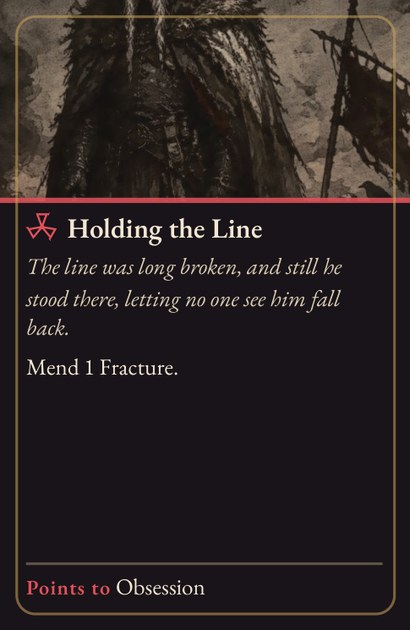 Holding the Line
The line was long broken, and still he
stood there, letting no one see him fall
back.
Mend 1 Fracture.
Points to Obsession